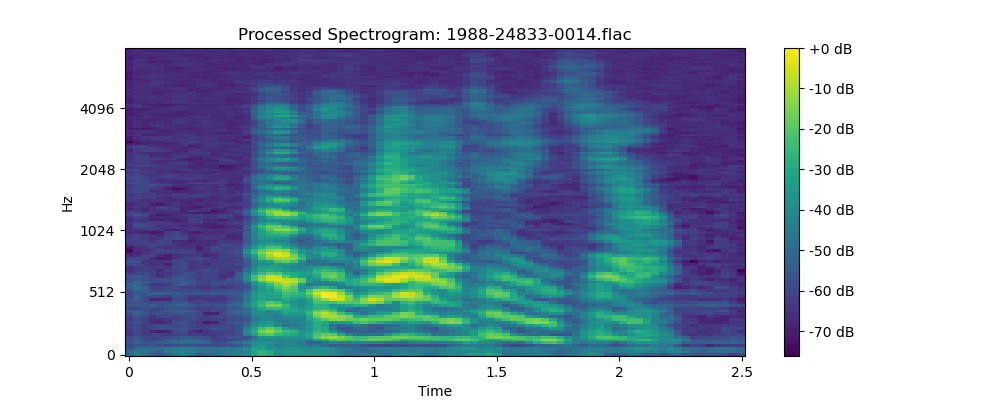 Processed Spectrogram: 1988-24833-0014.flac
+0 dB
-10 dB
-20 dB
-30 dB
-40 dB
-50 dB
-60 dB
-70 dB
4096
2048
1024
512
0
Hz
0
0.5
1
1.5
2
2.5
Time